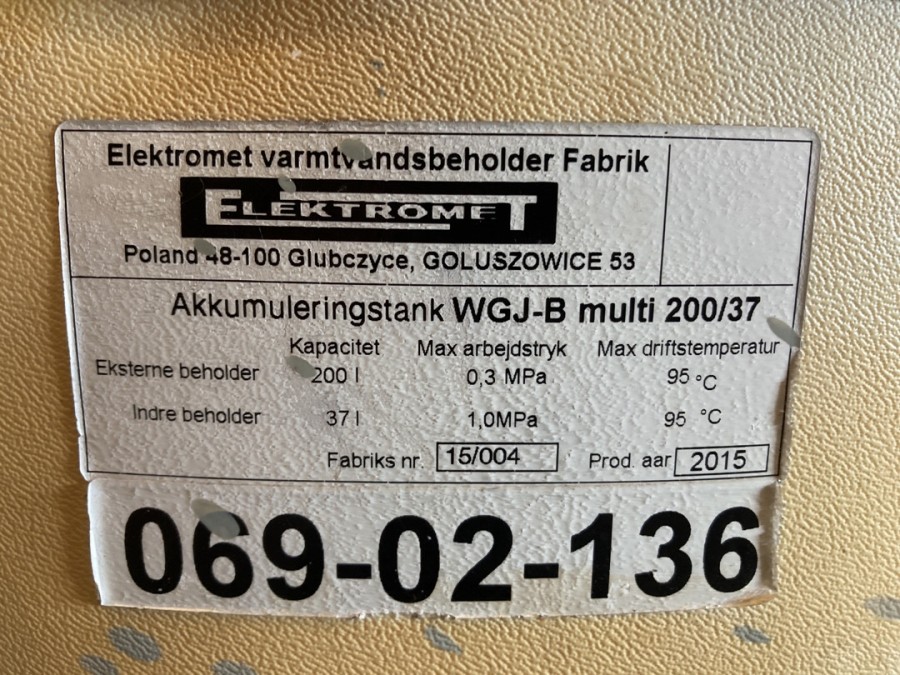 Elektromet varmtvandsbeholder Fabrik
ELEKTROMET
Poland 48-100 Glubczyce, GOLUSZOWICE 53
Akkumuleringstank WGJ-B multi 200/37
Kapacitet Max arbejdstryk Max driftstemperatur
Eksterne beholder 200 l 0,3 MPa 95 °C
Indre beholder 37 l 1,0MPa 95 °C
Fabriks nr. 15/004 Prod. aar 2015
069-02-136